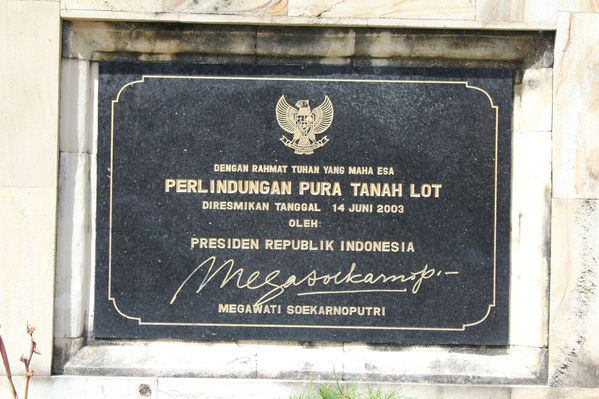 DENGAN RAHMAT TUHAN YANG MAHA ESA
PERLINDUNGAN PURA TANAH LOT
DIRESMIKAN TANGGAL 14 JUNI 2003
OLEH:
PRESIDEN REPUBLIK INDONESIA
Megasoekarnop.
MEGAWATI SOEKARNOPUTRI